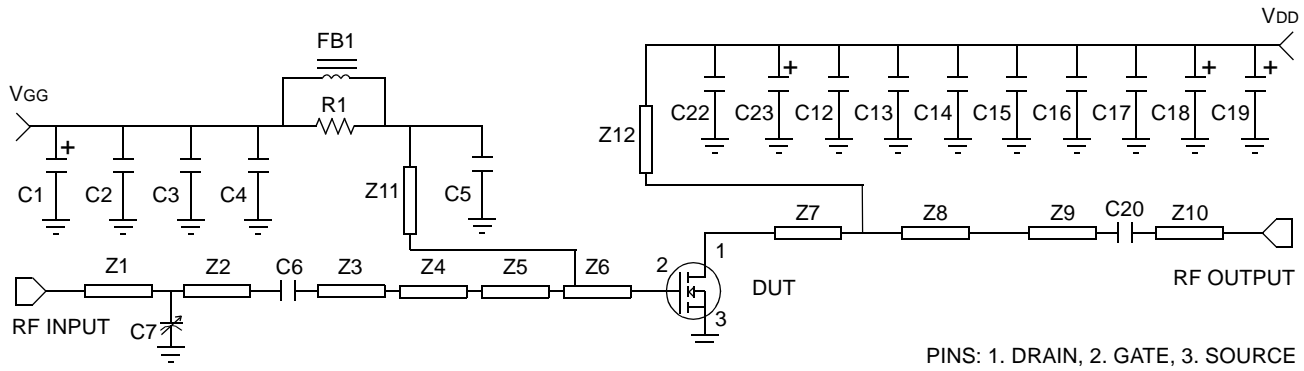 VDD
FB1
VGG
R1
C1
C2
C3
C4
Z11
C5
Z12
C22
C23
C12
C13
C14
C15
C16
C17
C18
C19
+
+
+
+
Z7
Z8
Z9
C20
Z10
Z1
Z2
C6
Z3
Z4
Z5
Z6
2
1
3
DUT
RF INPUT
C7
RF OUTPUT
PINS: 1. DRAIN, 2. GATE, 3. SOURCE